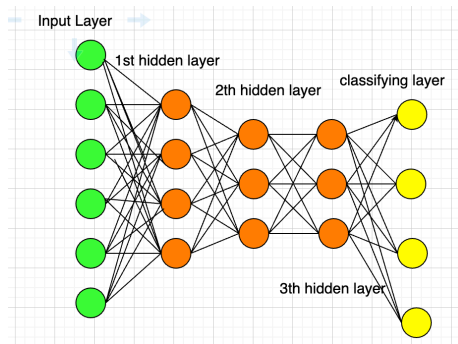 Input Layer
1st hidden layer
2th hidden layer
classifying layer
3th hidden layer